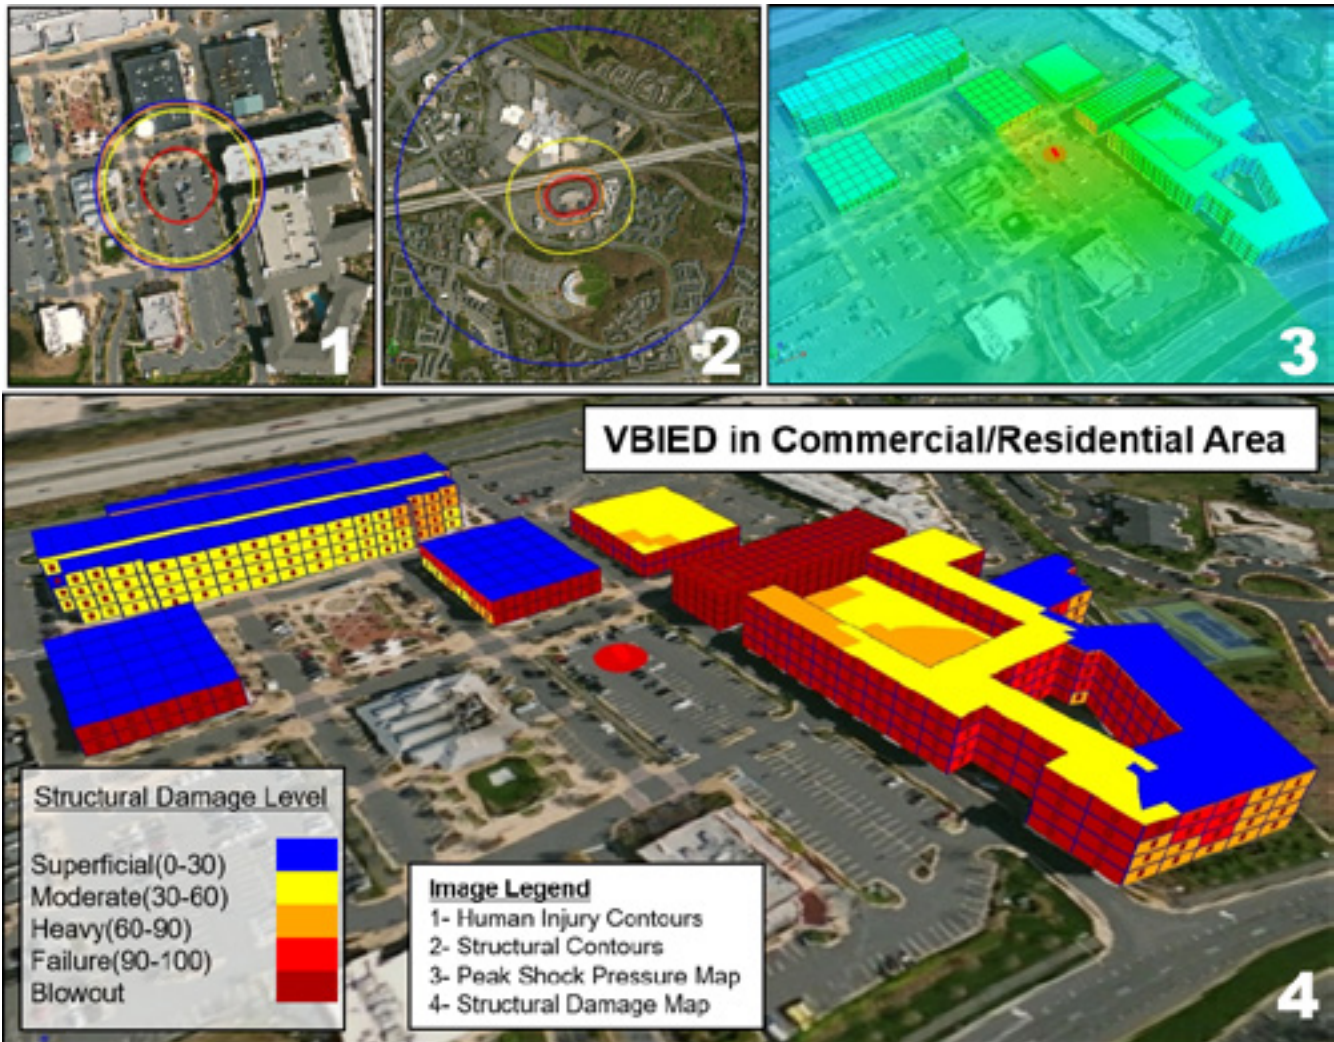 1
2
3
VBIED in Commercial/Residential Area
Structural Damage Level
Superficial(0-30)
Moderate(30-60)
Heavy(60-90)
Failure(90-100)
Blowout
Image Legend
1- Human Injury Contours
2- Structural Contours
3- Peak Shock Pressure Map
4- Structural Damage Map
4